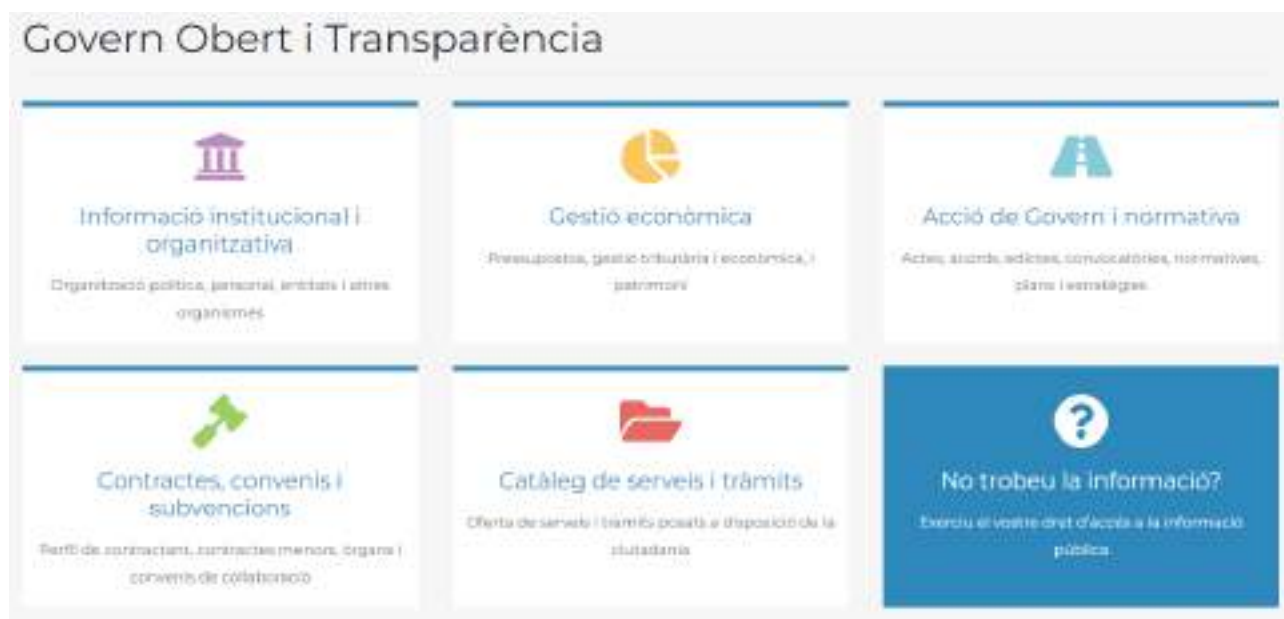 Govern Obert i Transparència
Informació institucional i
organitzativa
Organització política, personal, entitats i altres
organismes
Gestió econòmica
Pressupostos, gestió tributària i econòmica, i
patrimoni
Acció de Govern i normativa
Actes, acords, edictes, convocatòries, normatives,
plans i estratègies
Contractes, convenis i
subvencions
Perfil de contractant, contractes menors, òrgans i
convenis de col·laboració
Catàleg de serveis i tràmits
Oferta de serveis i tràmits posats a disposició de la
ciutadania
No trobeu la informació?
Exerciu el vostre dret d'accés a la informació
pública